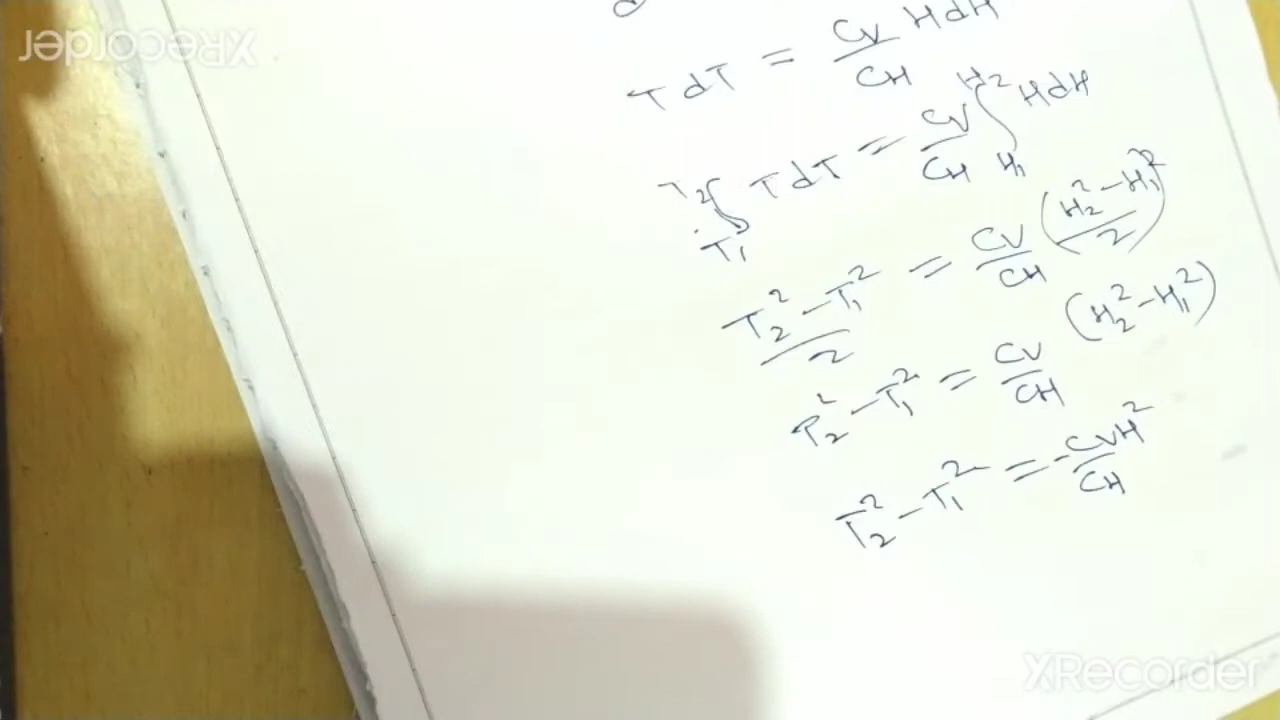 XRecorder
T dT = CV/CH H dH
T₂∫T₁ T dT = CV/CH H₂∫H₁ H dH
T₂² - T₁²/2 = CV/CH (H₂² - H₁²/2)
T₂² - T₁² = CV/CH (H₂² - H₁²)
T₂² - T₁² = -CVH²/CH
XRecorder